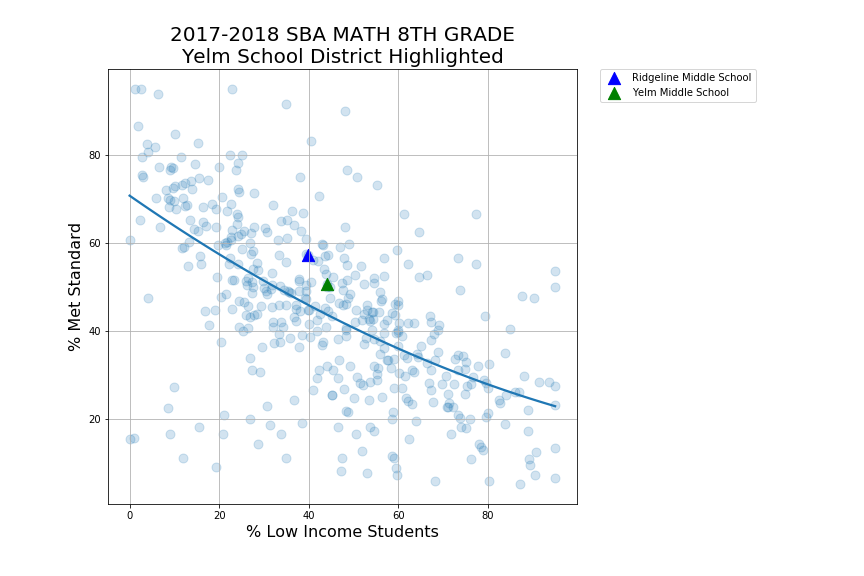 2017-2018 SBA MATH 8TH GRADE
Yelm School District Highlighted
Ridgeline Middle School
Yelm Middle School
% Met Standard
80
60
40
20
0 20 40 60 80
% Low Income Students